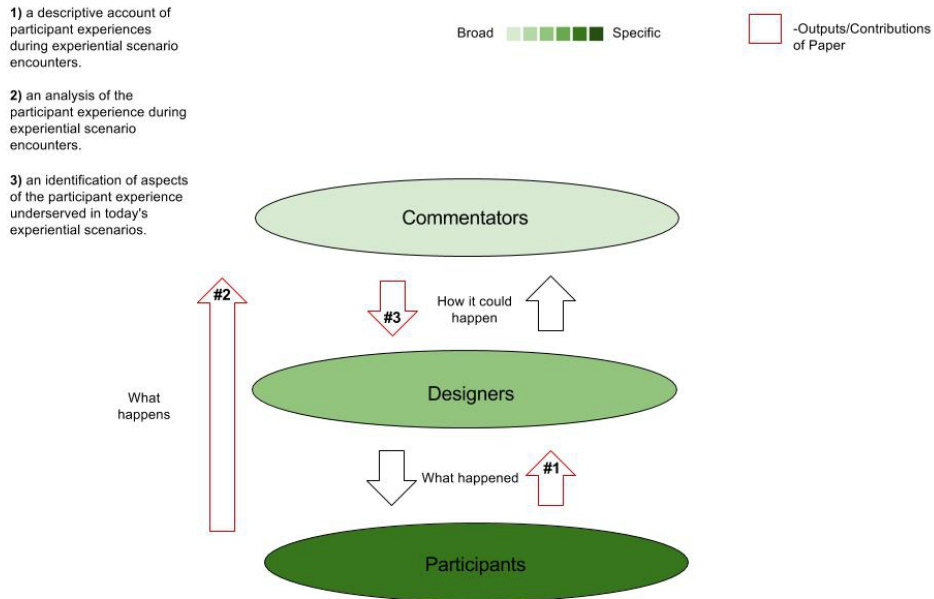 1) a descriptive account of
participant experiences
during experiential scenario
encounters.
2) an analysis of the
participant experience during
experiential scenario
encounters.
3) an identification of aspects
of the participant experience
underserved in today's
experiential scenarios.
Broad
Specific
-Outputs/Contributions
of Paper
Commentators
#2
#3
How it could
happen
What
happens
Designers
What happened
#1
Participants